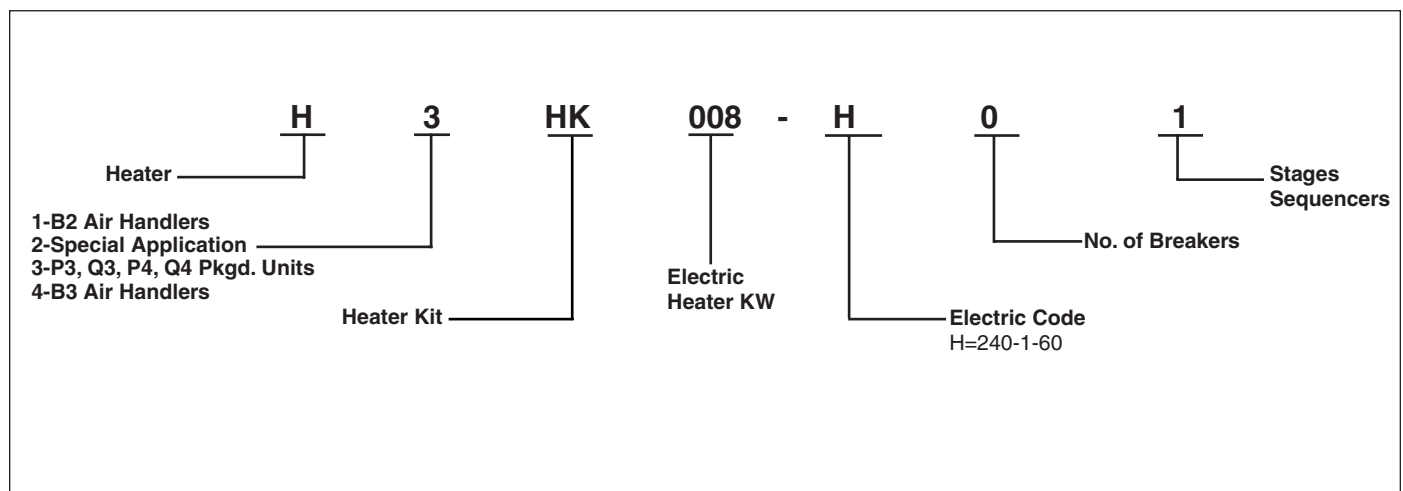 H 3 HK 008 - H 0 1
Heater
1-B2 Air Handlers
2-Special Application
3-P3, Q3, P4, Q4 Pkgd. Units
4-B3 Air Handlers
Heater Kit
Electric
Heater KW
Electric Code
H=240-1-60
No. of Breakers
Stages
Sequencers